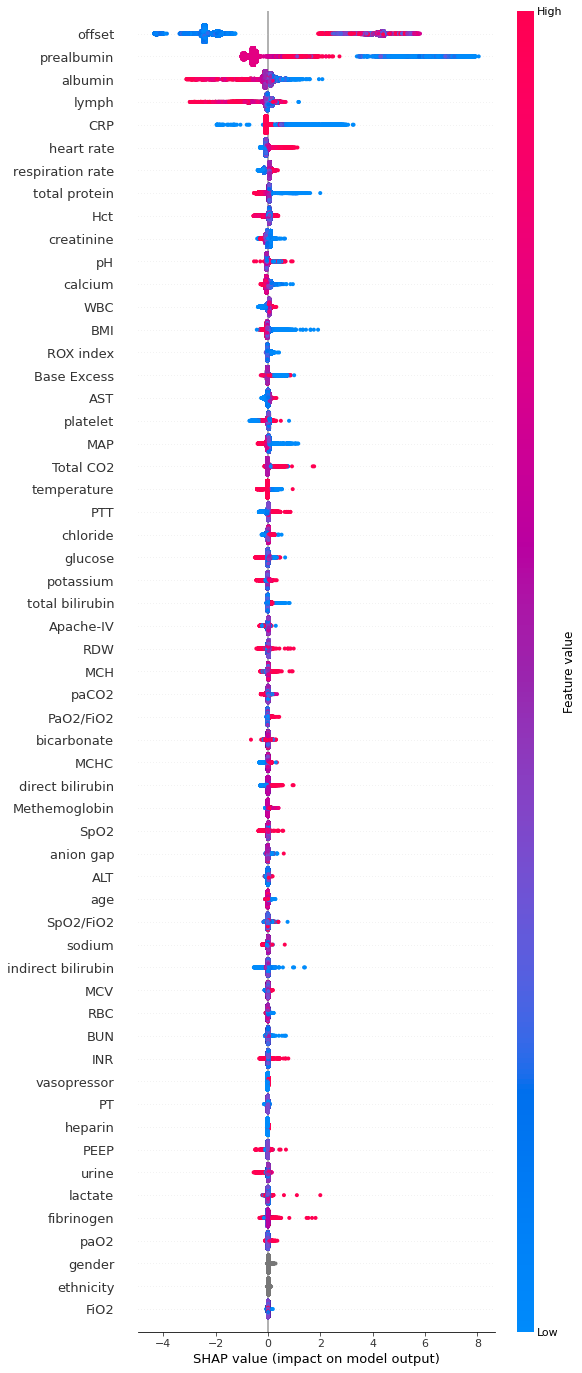 High
offset
prealbumin
albumin
lymph
CRP
heart rate
respiration rate
total protein
Hct
creatinine
pH
calcium
WBC
BMI
ROX index
Base Excess
AST
platelet
MAP
Total CO2
temperature
PTT
chloride
glucose
potassium
total bilirubin
Apache-IV
RDW
MCH
paCO2
PaO2/FiO2
bicarbonate
MCHC
direct bilirubin
Methemoglobin
SpO2
anion gap
ALT
age
SpO2/FiO2
sodium
indirect bilirubin
MCV
RBC
BUN
INR
vasopressor
PT
heparin
PEEP
urine
lactate
fibrinogen
paO2
gender
ethnicity
FiO2
Feature value
Low
−4 −2 0 2 4 6 8
SHAP value (impact on model output)